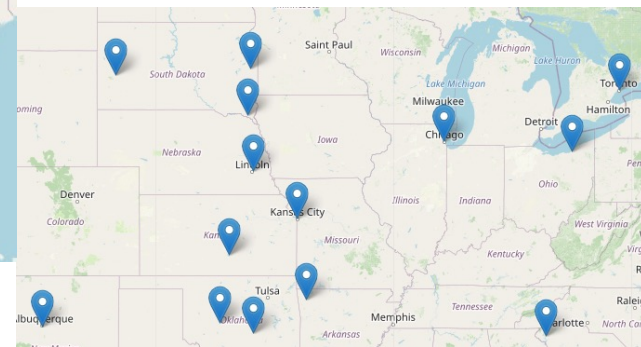 Saint Paul
Wisconsin
Michigan
Lake Huron
South Dakota
Lake Michigan
Milwaukee
Toronto
Hamilton
Detroit
Chicago
Iowa
Nebraska
Lincoln
Ohio
Denver
Colorado
Illinois
Indiana
Kansas City
Missouri
West Virginia
Kentucky
Tulsa
Memphis
Tennessee
Arkansas